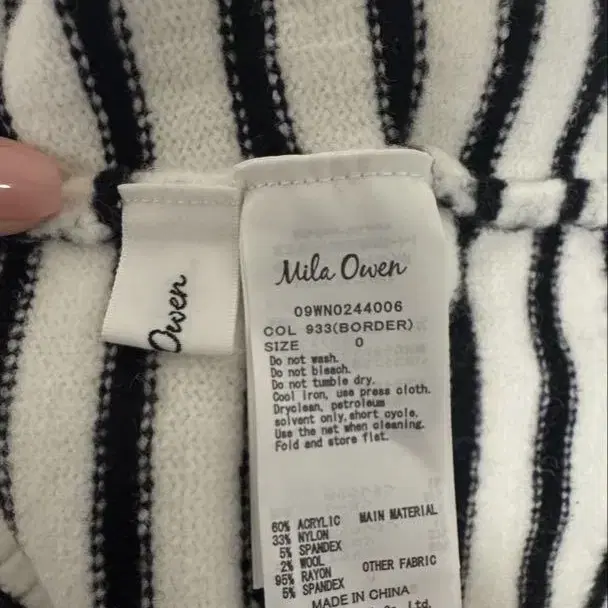 Owen
Mila Owen
09WNO244006
COL 933(BORDER)
SIZE 0
Do not wash.
Do not bleach.
Do not tumble dry.
Cool iron, use press cloth.
Dryclean, petroleum
solvent only,short cycle.
Use the net when cleaning.
Fold and store flat.
60% ACRYLIC MAIN MATERIAL
33% NYLON
5% SPANDEX
2% WOOL
95% RAYON OTHER FABRIC
5% SPANDEX
MADE IN CHINA
Co., Ltd.